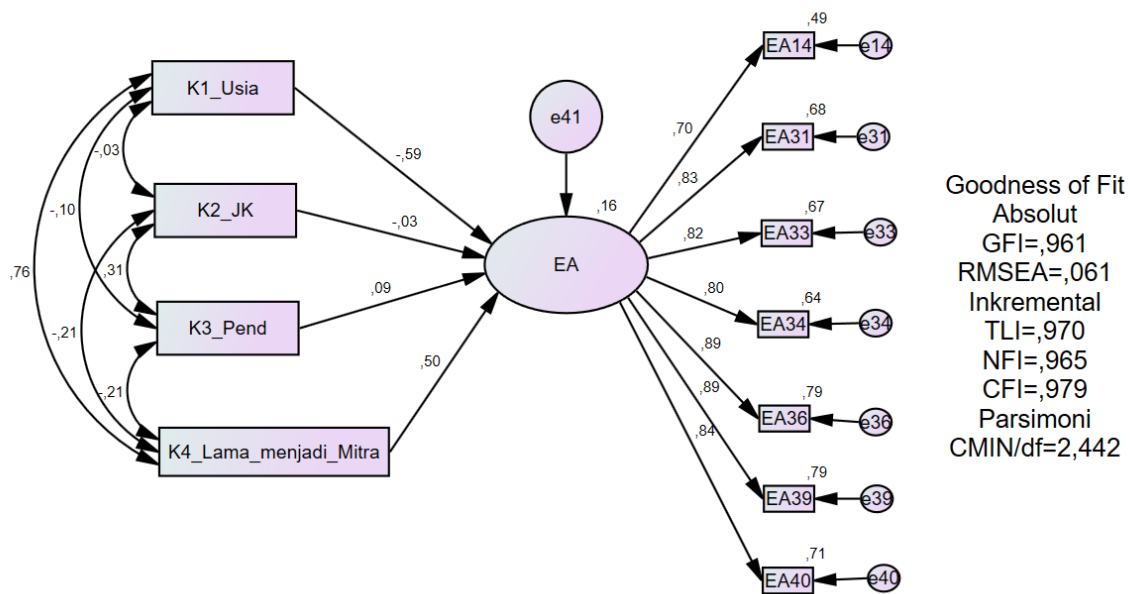 K1_Usia
K2_JK
K3_Pend
K4_Lama_menjadi_Mitra
-,03
-,10
,76
,31
-,21
-,21
-,59
-,03
,09
,50
e41
,16
EA
,70
,83
,82
,80
,89
,89
,84
,49
EA14
e14
,68
EA31
e31
,67
EA33
e33
,64
EA34
e34
,79
EA36
e36
,79
EA39
e39
,71
EA40
e40
Goodness of Fit
Absolut
GFI=,961
RMSEA=,061
Inkremental
TLI=,970
NFI=,965
CFI=,979
Parsimoni
CMIN/df=2,442